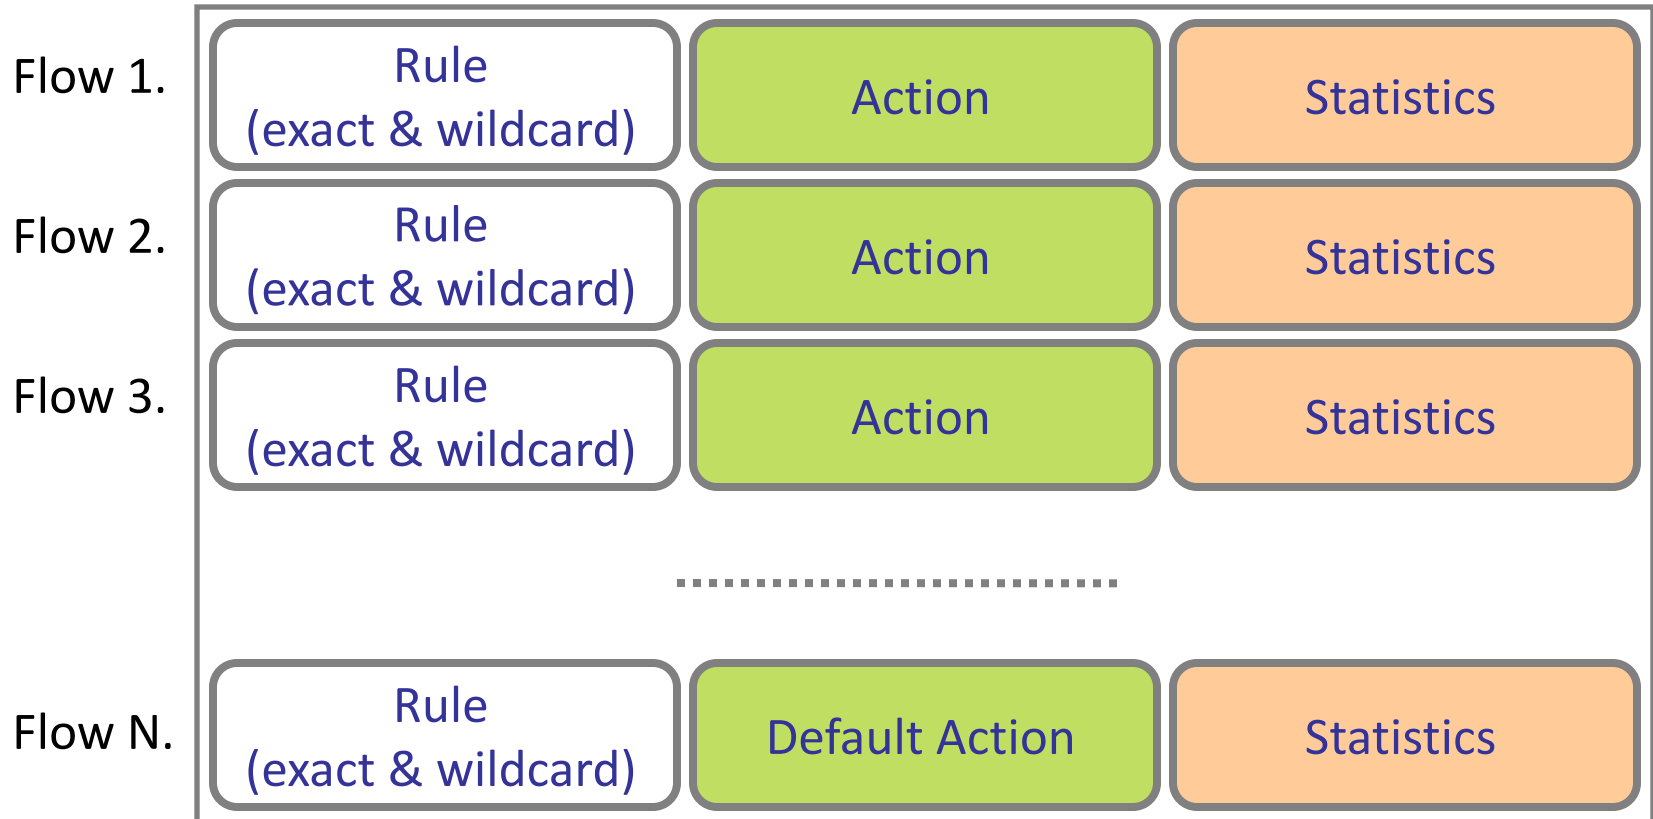 Flow 1.
Rule
(exact & wildcard)
Action
Statistics
Flow 2.
Rule
(exact & wildcard)
Action
Statistics
Flow 3.
Rule
(exact & wildcard)
Action
Statistics
Flow N.
Rule
(exact & wildcard)
Default Action
Statistics